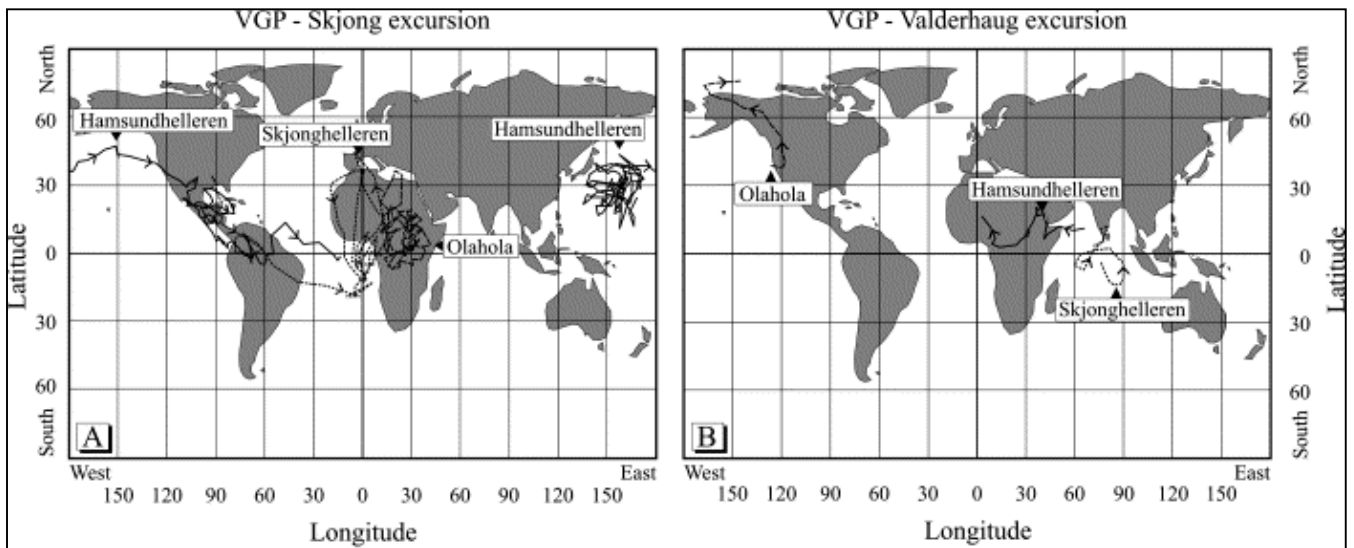 VGP - Skjong excursion
VGP - Valderhaug excursion
North
60
30
0
30
60
South
Latitude
Hamsundhelleren
Skjonghelleren
Hamsundhelleren
Olahola
A
West
East
150 120 90 60 30 0 30 60 90 120 150
Longitude
Olahola
Hamsundhelleren
Skjonghelleren
B
North
60
30
0
30
60
South
Latitude
West
East
150 120 90 60 30 0 30 60 90 120 150
Longitude